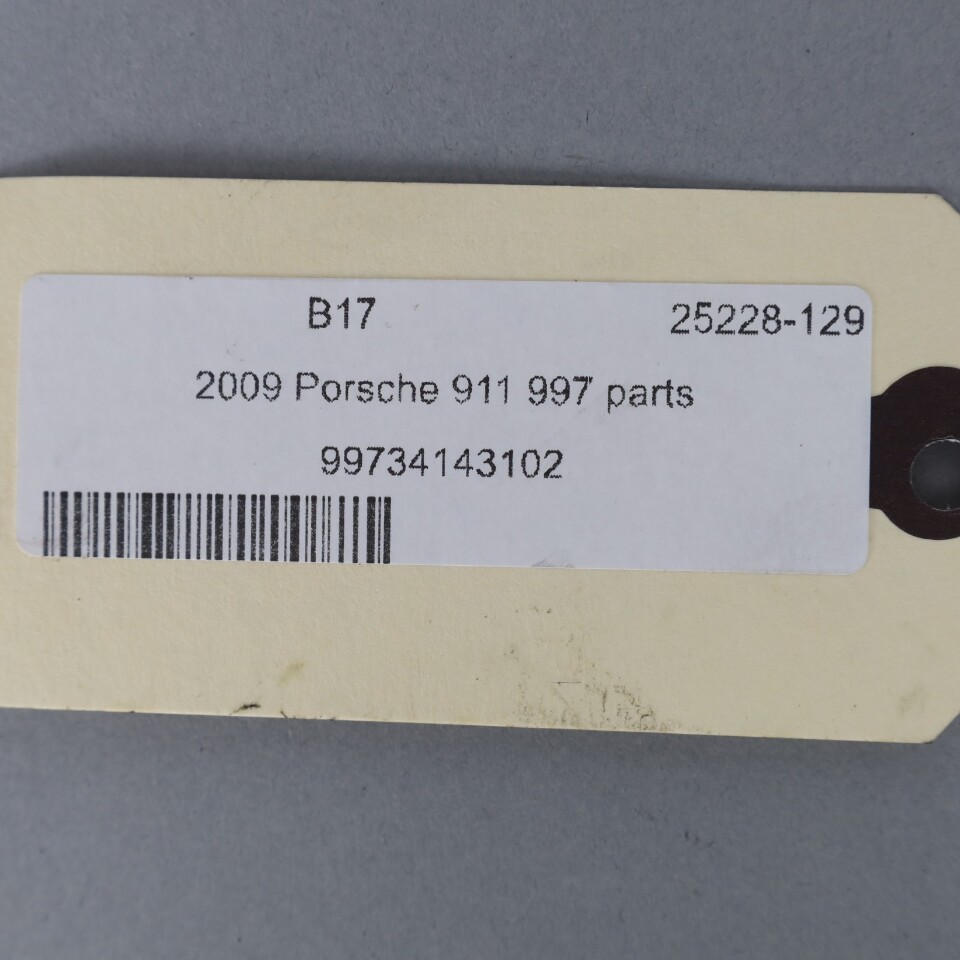 B17 25228-129
2009 Porsche 911 997 parts
99734143102